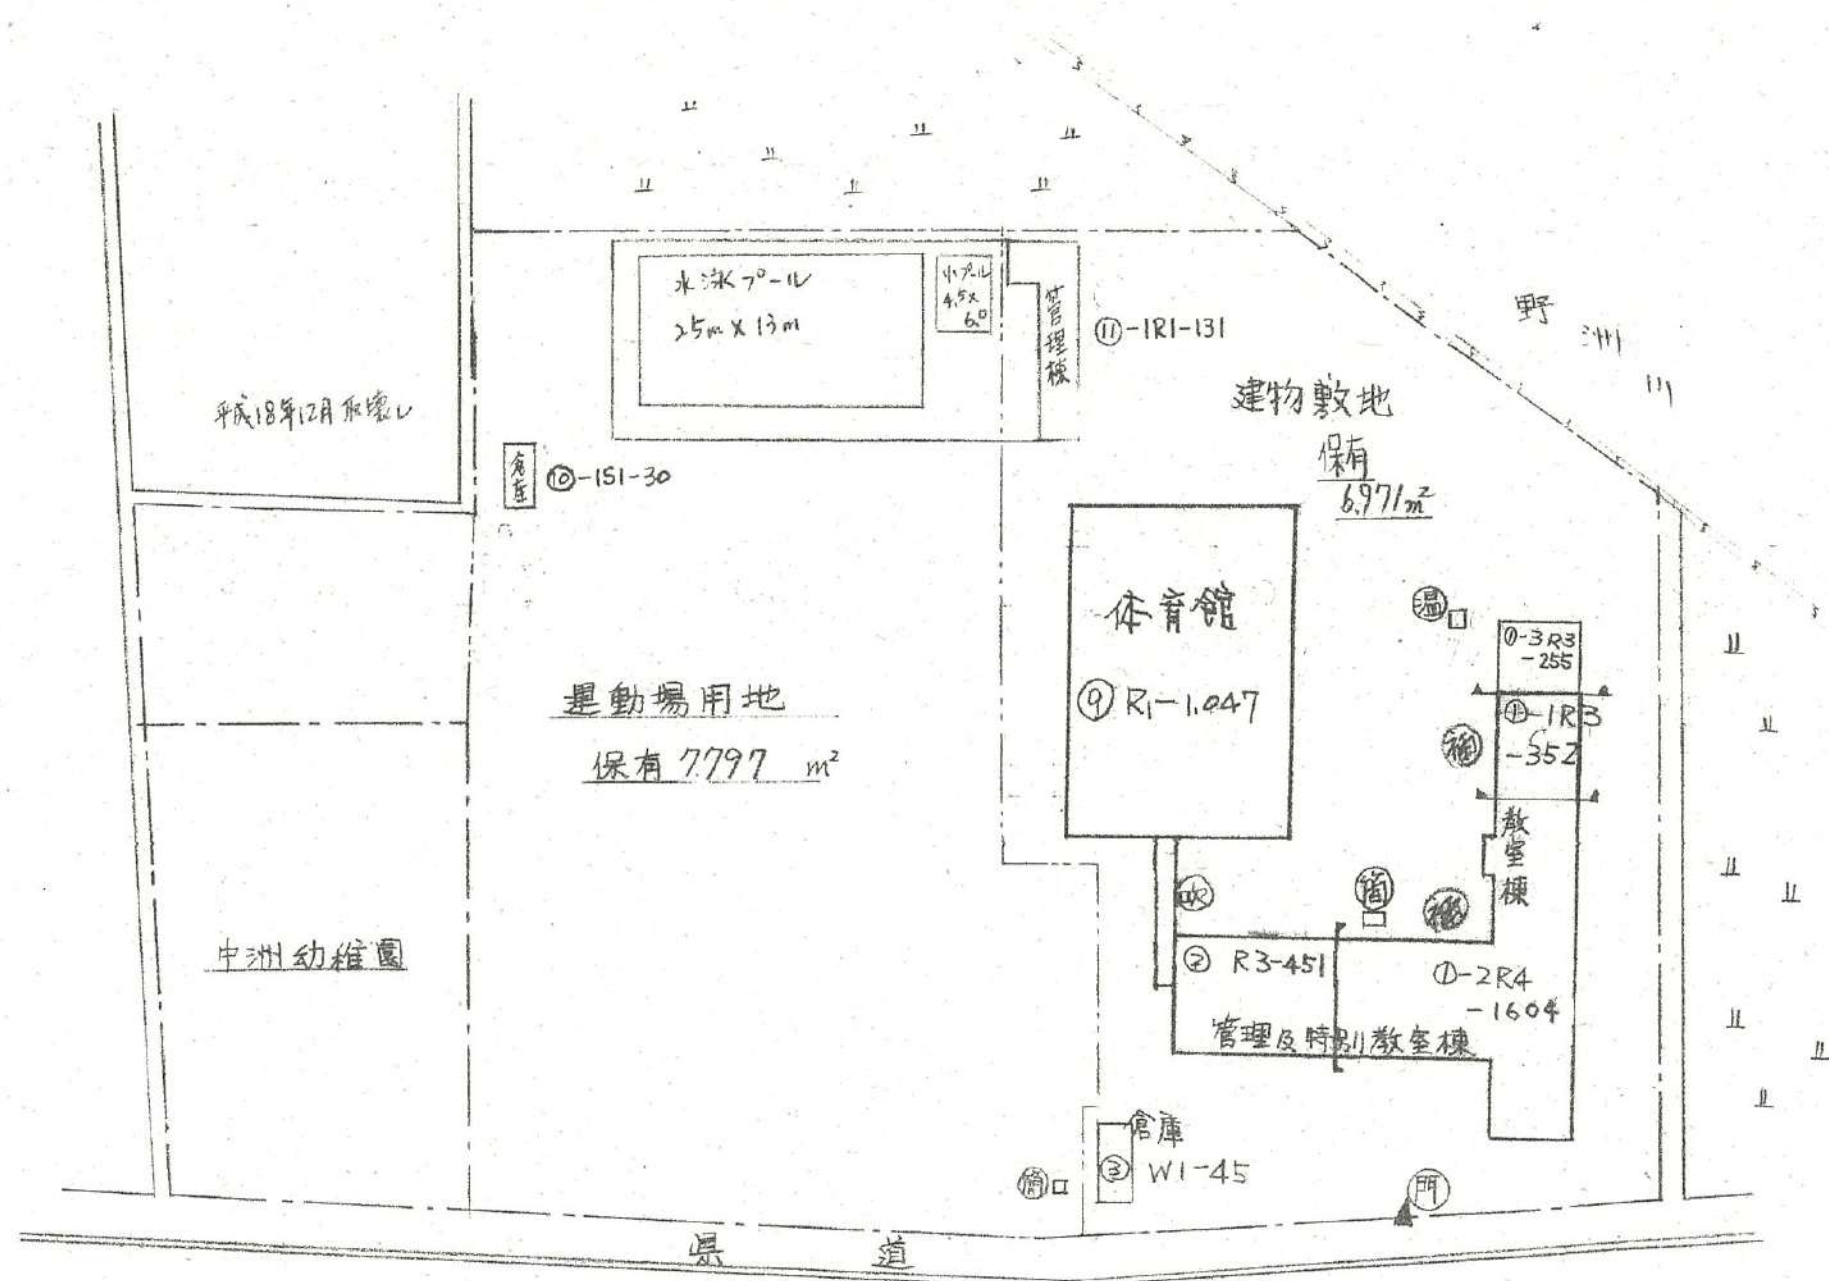 水泳プール
25m×13m
小プール
4.5×
6.0
管理棟
⑪-1R1-131
野洲川
建物敷地
保有
6,971㎡
平成18年12月取壊し
倉庫
⑩-1S1-30
体育館
⑨ R1-1,047
温
①-3R3
-255
①-1R3
-352
教室棟
運動場用地
保有 7,797 ㎡
吹
② R3-451
①-2R4
-1604
管理及特別教室棟
中洲幼稚園
倉庫
③ W1-45
門
県道